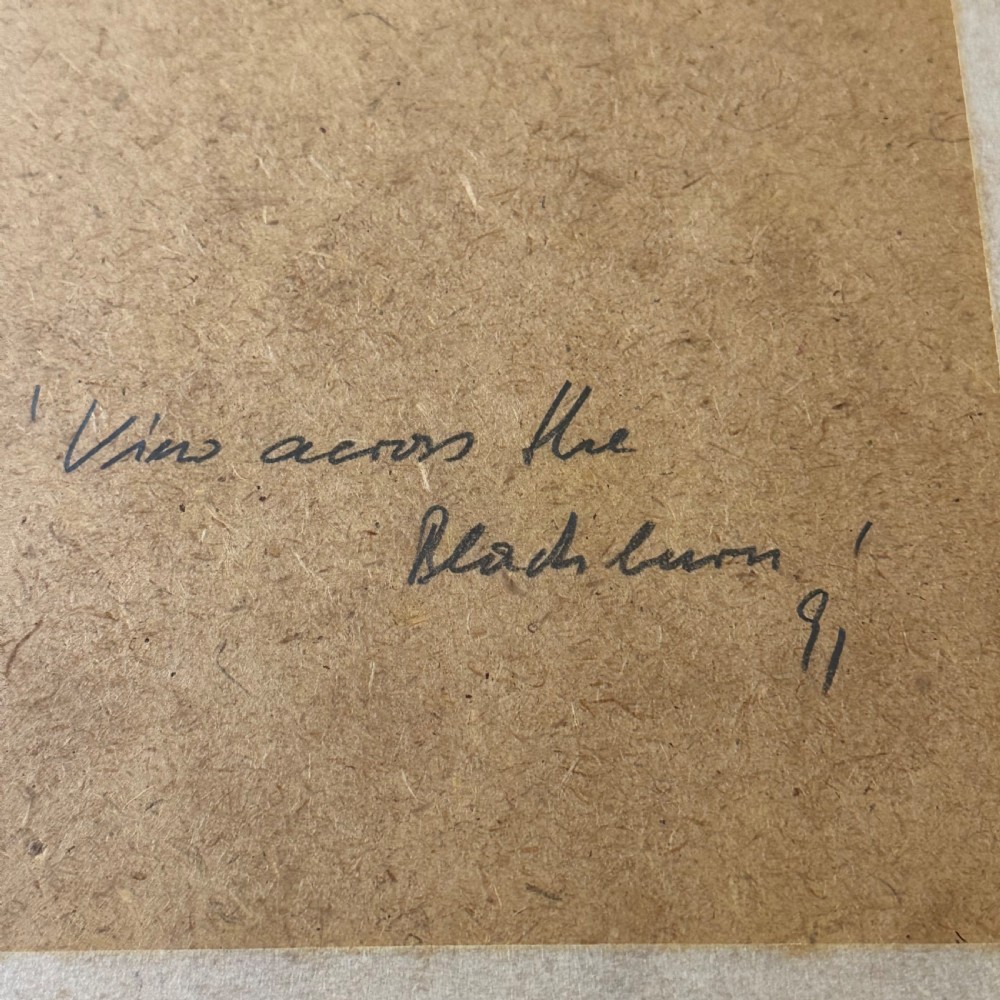 'View across the
Blackburn'
91